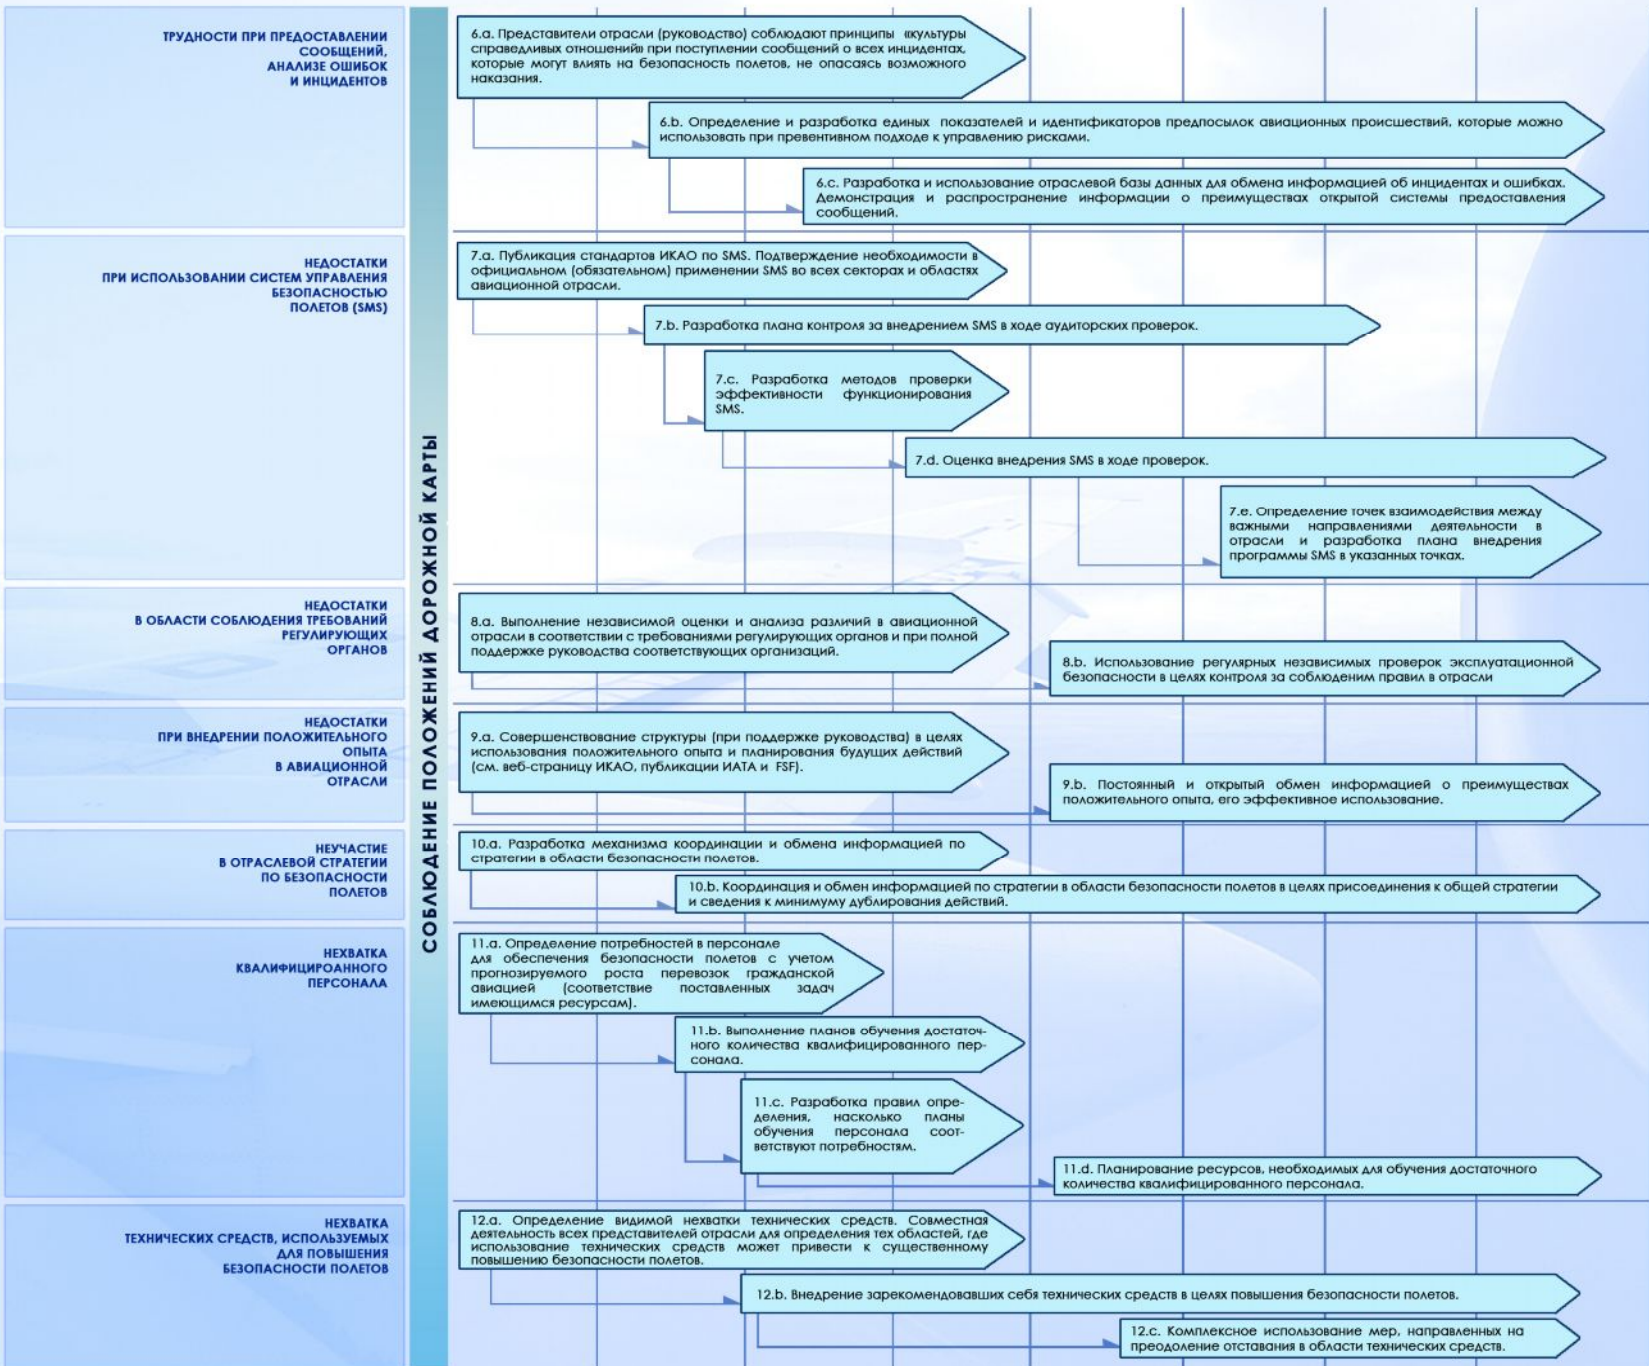 ТРУДНОСТИ ПРИ ПРЕДОСТАВЛЕНИИ
СООБЩЕНИЙ,
АНАЛИЗЕ ОШИБОК
И ИНЦИДЕНТОВ
6.a. Представители отрасли (руководство) соблюдают принципы «культуры
справедливых отношений» при поступлении сообщений о всех инцидентах,
которые могут влиять на безопасность полетов, не опасаясь возможного
наказания.
6.b. Определение и разработка единых показателей и идентификаторов предпосылок авиационных происшествий, которые можно
использовать при превентивном подходе к управлению рисками.
6.c. Разработка и использование отраслевой базы данных для обмена информацией об инцидентах и ошибках.
Демонстрация и распространение информации о преимуществах открытой системы предоставления
сообщений.
НЕДОСТАТКИ
ПРИ ИСПОЛЬЗОВАНИИ СИСТЕМ УПРАВЛЕНИЯ
БЕЗОПАСНОСТЬЮ
ПОЛЕТОВ (SMS)
7.a. Публикация стандартов ИКАО по SMS. Подтверждение необходимости в
официальном (обязательном) применении SMS во всех секторах и областях
авиационной отрасли.
7.b. Разработка плана контроля за внедрением SMS в ходе аудиторских проверок.
7.c. Разработка методов проверки
эффективности функционирования
SMS.
7.d. Оценка внедрения SMS в ходе проверок.
7.e. Определение точек взаимодействия между
важными направлениями деятельности в
отрасли и разработка плана внедрения
программы SMS в указанных точках.
СОБЛЮДЕНИЕ ПОЛОЖЕНИЙ ДОРОЖНОЙ КАРТЫ
НЕДОСТАТКИ
В ОБЛАСТИ СОБЛЮДЕНИЯ ТРЕБОВАНИЙ
РЕГУЛИРУЮЩИХ
ОРГАНОВ
8.a. Выполнение независимой оценки и анализа различий в авиационной
отрасли в соответствии с требованиями регулирующих органов и при полной
поддержке руководства соответствующих организаций.
8.b. Использование регулярных независимых проверок эксплуатационной
безопасности в целях контроля за соблюденим правил в отрасли
НЕДОСТАТКИ
ПРИ ВНЕДРЕНИИ ПОЛОЖИТЕЛЬНОГО
ОПЫТА
В АВИАЦИОННОЙ
ОТРАСЛИ
9.a. Совершенствование структуры (при поддержке руководства) в целях
использования положительного опыта и планирования будущих действий
(см. веб-страницу ИКАО, публикации ИАТА и FSF).
9.b. Постоянный и открытый обмен информацией о преимуществах
положительного опыта, его эффективное использование.
НЕУЧАСТИЕ
В ОТРАСЛЕВОЙ СТРАТЕГИИ
ПО БЕЗОПАСНОСТИ
ПОЛЕТОВ
10.a. Разработка механизма координации и обмена информацией по
стратегии в области безопасности полетов.
10.b. Координация и обмен информацией по стратегии в области безопасности полетов в целях присоединения к общей стратегии
и сведения к минимуму дублирования действий.
НЕХВАТКА
КВАЛИФИЦИРОАННОГО
ПЕРСОНАЛА
11.a. Определение потребностей в персонале
для обеспечения безопасности полетов с учетом
прогнозируемого роста перевозок гражданской
авиацией (соответствие поставленных задач
имеющимся ресурсам).
11.b. Выполнение планов обучения достаточ-
ного количества квалифицированного пер-
сонала.
11.c. Разработка правил опре-
деления, насколько планы
обучения персонала соот-
ветствуют потребностям.
11.d. Планирование ресурсов, необходимых для обучения достаточного
количества квалифицированного персонала.
НЕХВАТКА
ТЕХНИЧЕСКИХ СРЕДСТВ, ИСПОЛЬЗУЕМЫХ
ДЛЯ ПОВЫШЕНИЯ
БЕЗОПАСНОСТИ ПОЛЕТОВ
12.a. Определение видимой нехватки технических средств. Совместная
деятельность всех представителей отрасли для определения тех областей, где
использование технических средств может привести к существенному
повышению безопасности полетов.
12.b. Внедрение зарекомендовавших себя технических средств в целях повышения безопасности полетов.
12.c. Комплексное использование мер, направленных на
преодоление отставания в области технических средств.